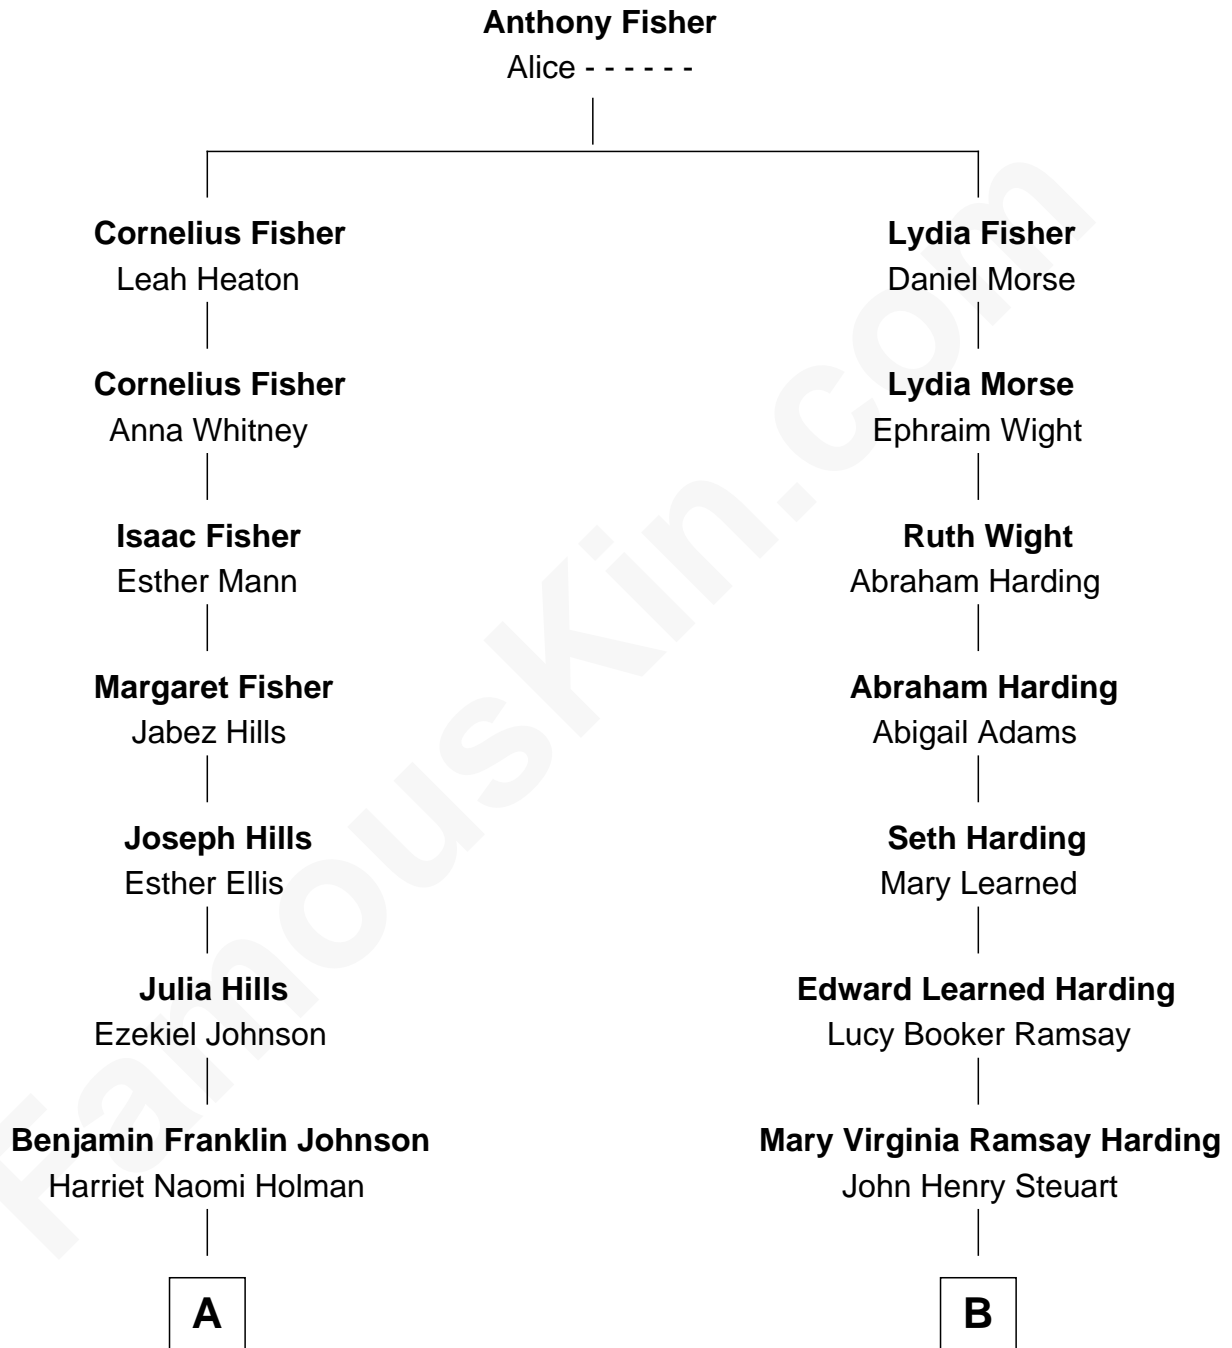 Anthony Fisher
Alice - - - - - -
Cornelius Fisher
Leah Heaton
Lydia Fisher
Daniel Morse
Cornelius Fisher
Anna Whitney
Lydia Morse
Ephraim Wight
Isaac Fisher
Esther Mann
Ruth Wight
Abraham Harding
Margaret Fisher
Jabez Hills
Abraham Harding
Abigail Adams
Joseph Hills
Esther Ellis
Seth Harding
Mary Learned
Julia Hills
Ezekiel Johnson
Edward Learned Harding
Lucy Booker Ramsay
Benjamin Franklin Johnson
Harriet Naomi Holman
Mary Virginia Ramsay Harding
John Henry Steuart
A
B
FamousKin.com